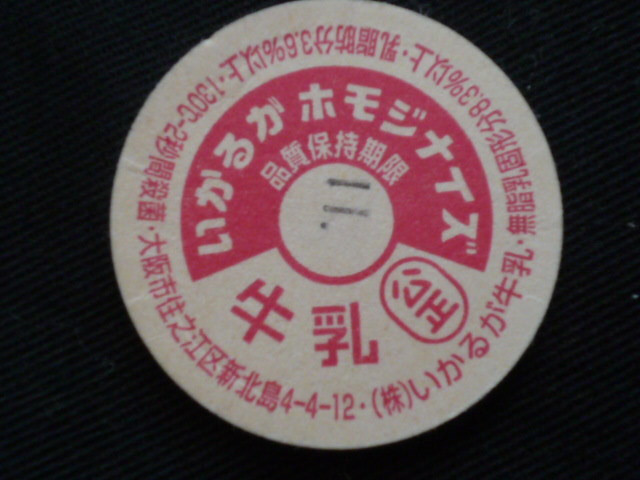 いかるが ホモジナイズ
品質保持期限
11.
牛乳
公正
無脂乳固形分8.3%以上・乳脂肪分3.6%以上・130℃-2秒間殺菌・大阪市住之江区新北島4-4-12・(株)いかるが牛乳・